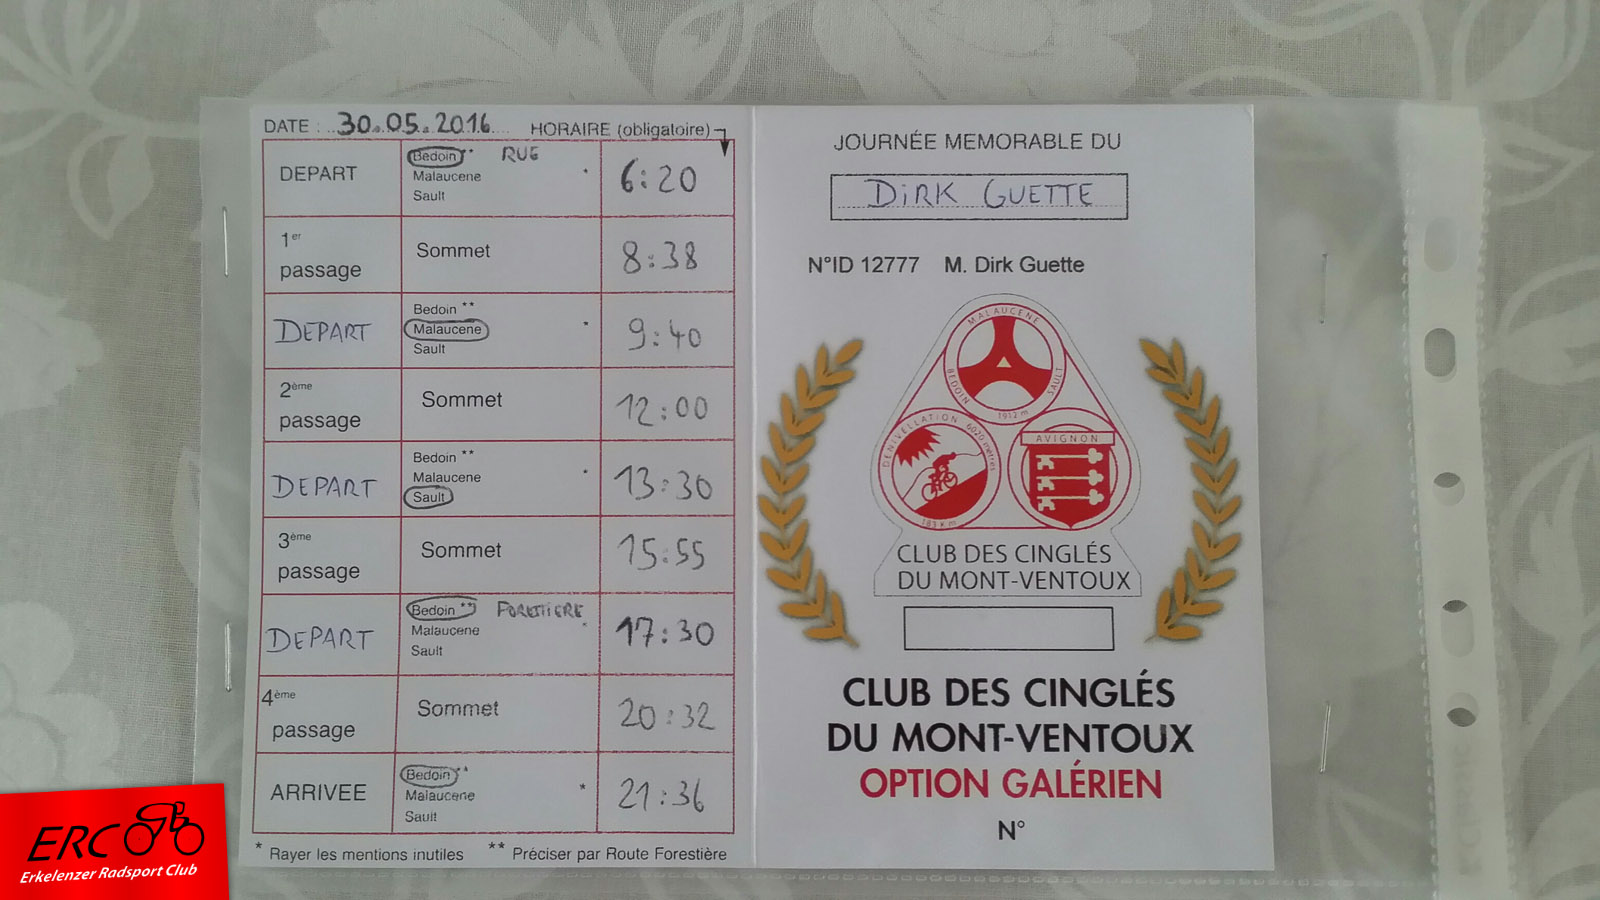 DATE : 30.05.2016 HORAIRE (obligatoire)
DEPART
Bedoin ** RUE
Malaucene *
Sault
6:20
1er
passage
Sommet
8:38
DEPART
Bedoin **
Malaucene *
Sault
9:40
2ème
passage
Sommet
12:00
DEPART
Bedoin **
Malaucene *
Sault
13:30
3ème
passage
Sommet
15:55
DEPART
Bedoin ** FORESTIERE
Malaucene *
Sault
17:30
4ème
passage
Sommet
20:32
ARRIVEE
Bedoin **
Malaucene *
Sault
21:36
* Rayer les mentions inutiles ** Préciser par Route Forestière
JOURNÉE MEMORABLE DU
DIRK GUETTE
N°ID 12777 M. Dirk Guette
MALAUCENE
BEDOIN
SAULT
1912 m
DENIVELLATION 6020 mètres
183 Km
AVIGNON
CLUB DES CINGLÉS
DU MONT-VENTOUX
CLUB DES CINGLÉS
DU MONT-VENTOUX
OPTION GALÉRIEN
N°
ERC
Erkelenzer Radsport Club